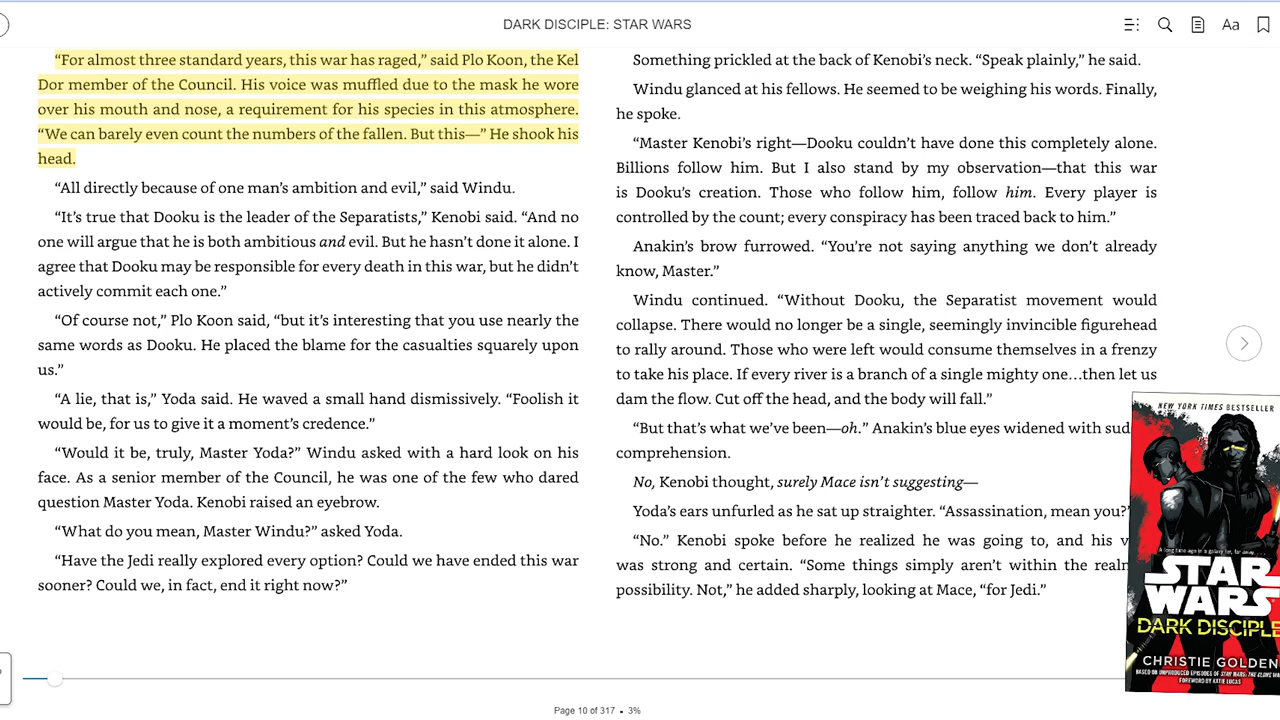 DARK DISCIPLE: STAR WARS
Aa
“For almost three standard years, this war has raged,” said Plo Koon, the Kel
Dor member of the Council. His voice was muffled due to the mask he wore
over his mouth and nose, a requirement for his species in this atmosphere.
“We can barely even count the numbers of the fallen. But this—” He shook his
head.
“All directly because of one man’s ambition and evil,” said Windu.
“It’s true that Dooku is the leader of the Separatists,” Kenobi said. “And no
one will argue that he is both ambitious and evil. But he hasn’t done it alone. I
agree that Dooku may be responsible for every death in this war, but he didn’t
actively commit each one.”
“Of course not,” Plo Koon said, “but it’s interesting that you use nearly the
same words as Dooku. He placed the blame for the casualties squarely upon
us.”
“A lie, that is,” Yoda said. He waved a small hand dismissively. “Foolish it
would be, for us to give it a moment’s credence.”
“Would it be, truly, Master Yoda?” Windu asked with a hard look on his
face. As a senior member of the Council, he was one of the few who dared
question Master Yoda. Kenobi raised an eyebrow.
“What do you mean, Master Windu?” asked Yoda.
“Have the Jedi really explored every option? Could we have ended this war
sooner? Could we, in fact, end it right now?”
Something prickled at the back of Kenobi’s neck. “Speak plainly,” he said.
Windu glanced at his fellows. He seemed to be weighing his words. Finally,
he spoke.
“Master Kenobi’s right—Dooku couldn’t have done this completely alone.
Billions follow him. But I also stand by my observation—that this war
is Dooku’s creation. Those who follow him, follow him. Every player is
controlled by the count; every conspiracy has been traced back to him.”
Anakin’s brow furrowed. “You’re not saying anything we don’t already
know, Master.”
Windu continued. “Without Dooku, the Separatist movement would
collapse. There would no longer be a single, seemingly invincible figurehead
to rally around. Those who were left would consume themselves in a frenzy
to take his place. If every river is a branch of a single mighty one…then let us
dam the flow. Cut off the head, and the body will fall.”
“But that’s what we’ve been—oh.” Anakin’s blue eyes widened with sud
comprehension.
No, Kenobi thought, surely Mace isn’t suggesting—
Yoda’s ears unfurled as he sat up straighter. “Assassination, mean you?”
“No.” Kenobi spoke before he realized he was going to, and his v
was strong and certain. “Some things simply aren’t within the realm
possibility. Not,” he added sharply, looking at Mace, “for Jedi.”
NEW YORK TIMES BESTSELLER
A long time ago in a galaxy far, far away. . . .
STAR
WARS
DARK DISCIPLE
CHRISTIE GOLDEN
BASED ON UNPRODUCED EPISODES OF STAR WARS: THE CLONE WA
FOREWORD BY KATIE LUCAS
Page 10 of 317 • 3%